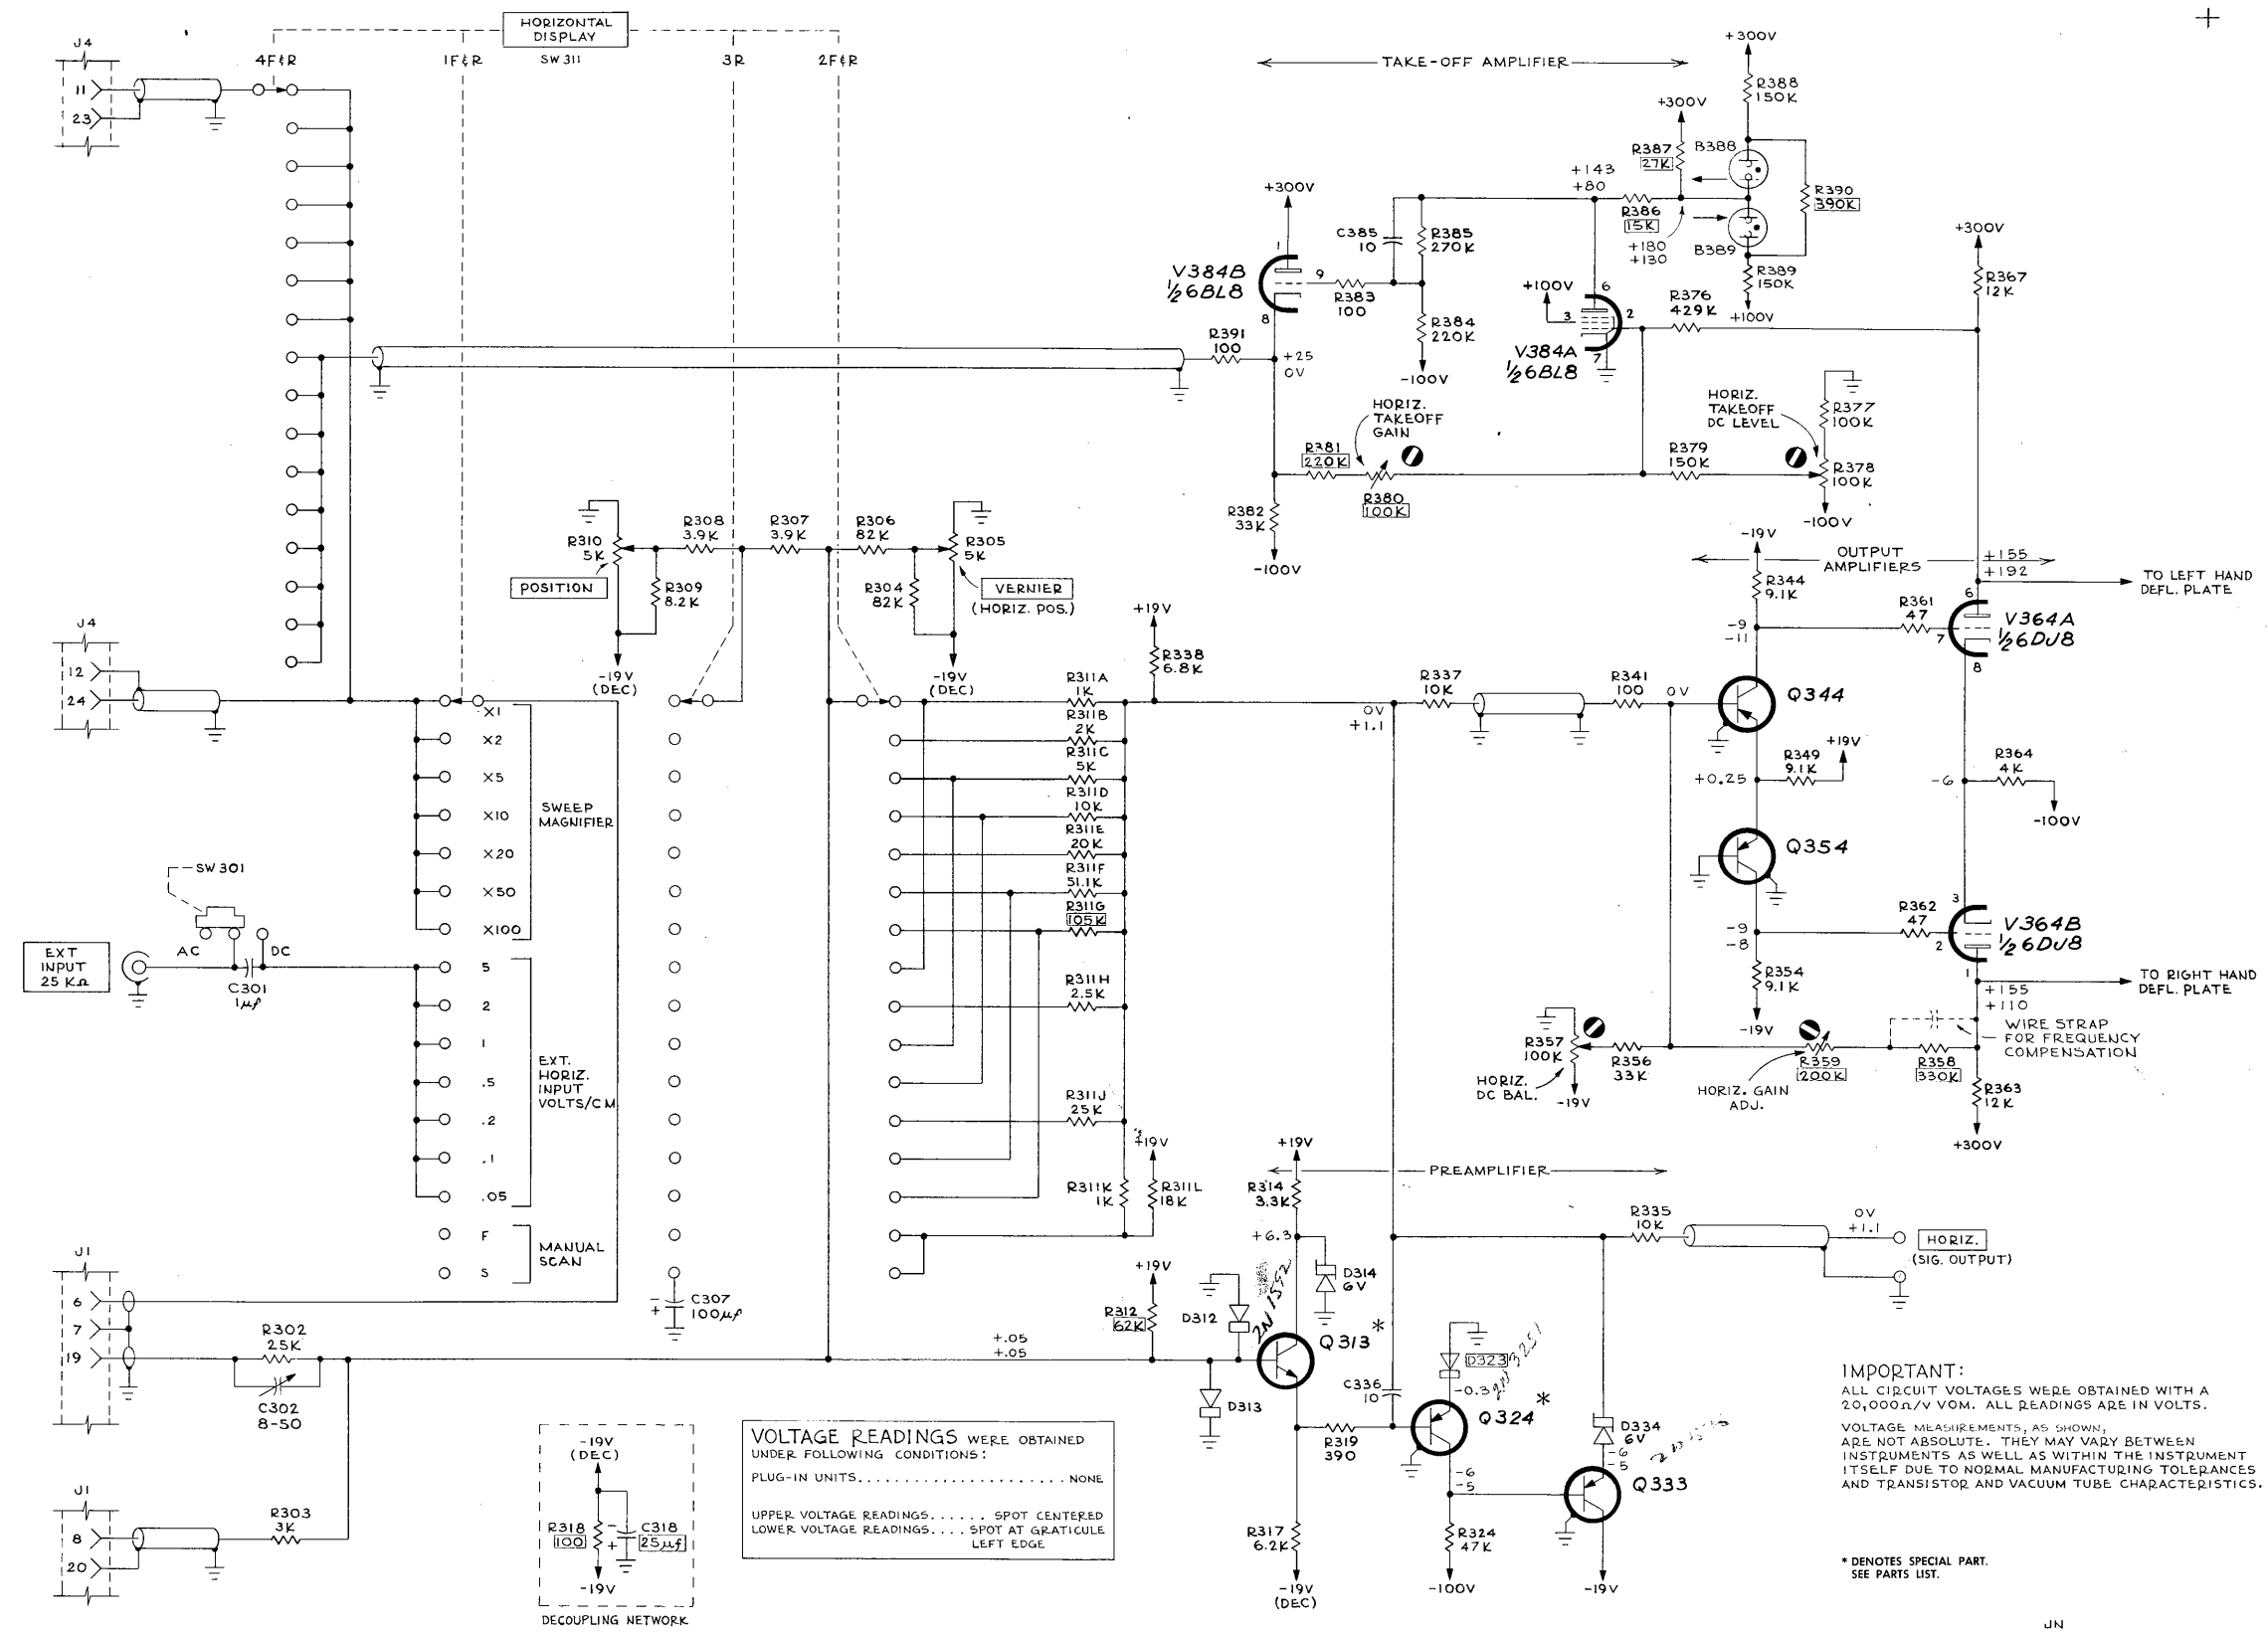 HORIZONTAL
DISPLAY
SW 311
4F&R
1F&R
3R
2F&R
J4
11
23
TAKE-OFF AMPLIFIER
+300V
R388
150K
+300V
R387
27K
B388
R390
390K
B389
R389
150K
+100V
+143
+80
R386
15K
+180
+130
+300V
1
V384B
1/2 6BL8
9
8
R383
100
C385
10
R385
270K
R384
220K
-100V
+100V
6
3
2
7
V384A
1/2 6BL8
R376
429K
+300V
R367
12K
R391
100
+25
0V
HORIZ.
TAKEOFF
GAIN
R381
220K
R380
100K
R382
33K
-100V
HORIZ.
TAKEOFF
DC LEVEL
R379
150K
R377
100K
R378
100K
-100V
R310
5K
POSITION
R308
3.9K
R307
3.9K
R306
82K
R305
5K
R309
8.2K
R304
82K
VERNIER
(HORIZ. POS.)
-19V
(DEC)
-19V
(DEC)
-19V
OUTPUT
AMPLIFIERS
R344
9.1K
-9
-11
R361
47
+155
+192
TO LEFT HAND
DEFL. PLATE
6
7
8
V364A
1/2 6DJ8
J4
12
24
+19V
R338
6.8K
R311A
1K
R311B
2K
R311C
5K
R311D
10K
R311E
20K
R311F
51.1K
R311G
105K
R311H
2.5K
R311J
25K
R311K
1K
+19V
R311L
18K
0V
+1.1
R337
10K
R341
100
0V
Q344
+0.25
R349
9.1K
+19V
-6
R364
4K
-100V
Q354
-9
-8
R362
47
3
2
1
V364B
1/2 6DJ8
R354
9.1K
-19V
TO RIGHT HAND
DEFL. PLATE
+155
+110
WIRE STRAP
FOR FREQUENCY
COMPENSATION
R357
100K
HORIZ.
DC BAL.
-19V
R356
33K
HORIZ. GAIN
ADJ.
R359
200K
R358
330K
R363
12K
+300V
X1
X2
X5
X10
X20
X50
X100
SWEEP
MAGNIFIER
5
2
1
.5
.2
.1
.05
EXT.
HORIZ.
INPUT
VOLTS/CM
F
S
MANUAL
SCAN
SW301
AC
DC
EXT
INPUT
25 KΩ
C301
1μf
C307
100μf
J1
6
7
19
R302
25K
C302
8-50
J1
8
20
R303
3K
+.05
+.05
+19V
R312
62K
D312
D313
+19V
PREAMPLIFIER
R314
3.3K
+6.3
2N1552
D314
6V
Q313
*
C336
10
R319
390
R317
6.2K
-19V
(DEC)
D323
-0.3
Q324
*
-6
-5
R324
47K
-100V
D334
6V
-6
-5
Q333
-19V
R335
10K
0V
+1.1
HORIZ.
(SIG. OUTPUT)
-19V
(DEC)
R318
100
C318
25μf
-19V
DECOUPLING NETWORK
VOLTAGE READINGS WERE OBTAINED
UNDER FOLLOWING CONDITIONS:
PLUG-IN UNITS...................... NONE
UPPER VOLTAGE READINGS...... SPOT CENTERED
LOWER VOLTAGE READINGS.... SPOT AT GRATICULE
LEFT EDGE
IMPORTANT:
ALL CIRCUIT VOLTAGES WERE OBTAINED WITH A
20,000Ω/V VOM. ALL READINGS ARE IN VOLTS.
VOLTAGE MEASUREMENTS, AS SHOWN,
ARE NOT ABSOLUTE. THEY MAY VARY BETWEEN
INSTRUMENTS AS WELL AS WITHIN THE INSTRUMENT
ITSELF DUE TO NORMAL MANUFACTURING TOLERANCES
AND TRANSISTOR AND VACUUM TUBE CHARACTERISTICS.
* DENOTES SPECIAL PART.
SEE PARTS LIST.
JN